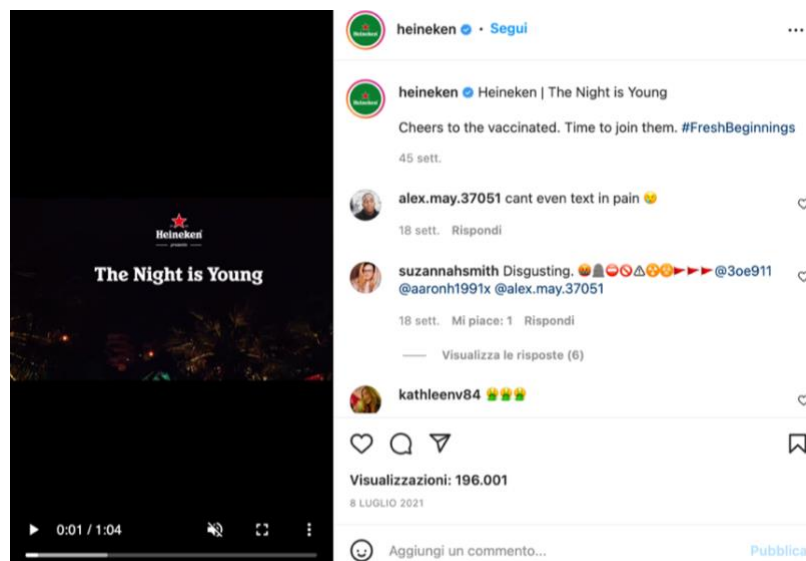 heineken • Segui
heineken Heineken | The Night is Young
Cheers to the vaccinated. Time to join them. #FreshBeginnings
45 sett.
alex.may.37051 cant even text in pain 😢
18 sett. Rispondi
suzannahsmith Disgusting. @3oe911
@aaronh1991x @alex.may.37051
18 sett. Mi piace: 1 Rispondi
Visualizza le risposte (6)
kathleenv84
Visualizzazioni: 196.001
8 LUGLIO 2021
Aggiungi un commento...
Pubblica
Heineken
presents
The Night is Young
0:01 / 1:04